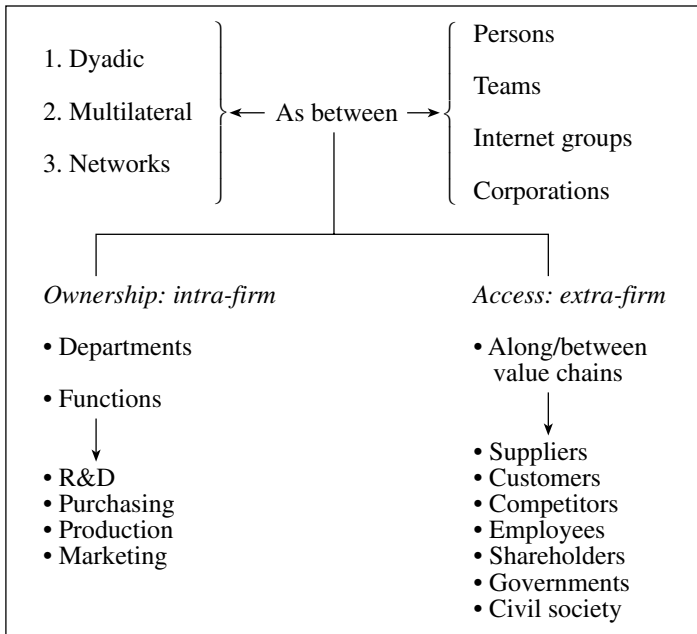 1. Dyadic
2. Multilateral
3. Networks
As between
Persons
Teams
Internet groups
Corporations
Ownership: intra-firm
• Departments
• Functions
• R&D
• Purchasing
• Production
• Marketing
Access: extra-firm
• Along/between
value chains
• Suppliers
• Customers
• Competitors
• Employees
• Shareholders
• Governments
• Civil society